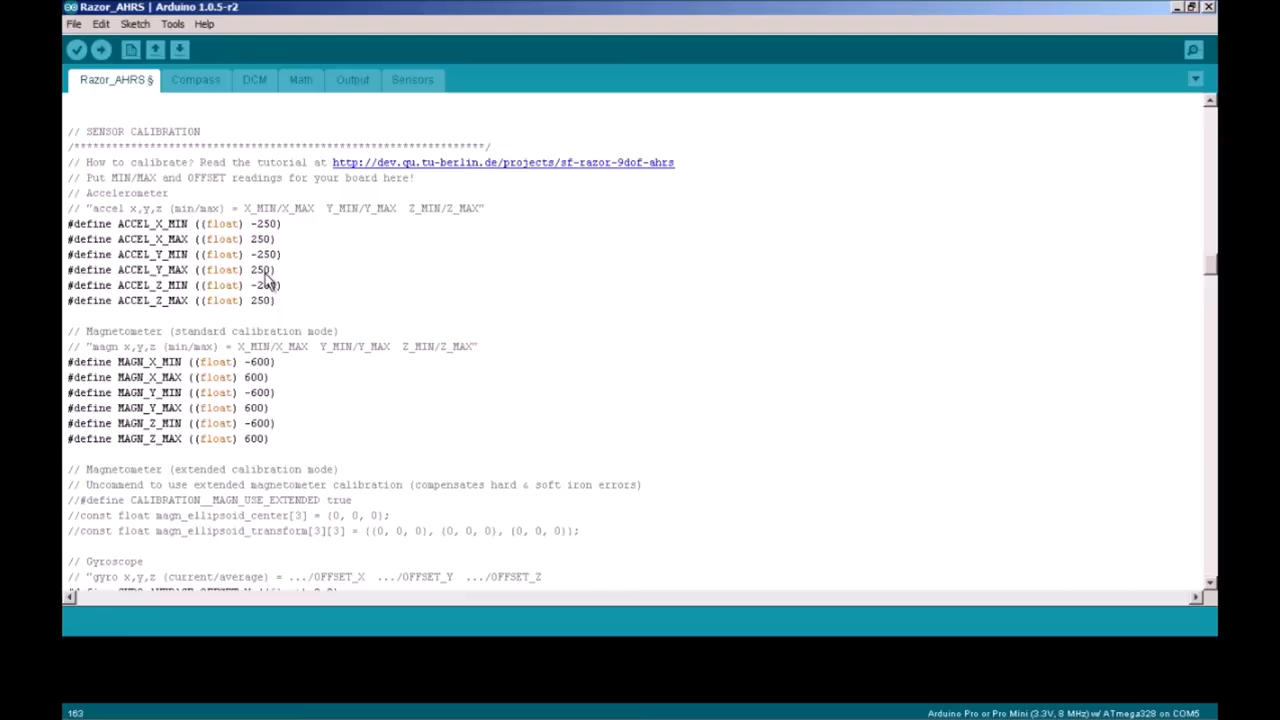 Razor_AHRS | Arduino 1.0.5-r2
File Edit Sketch Tools Help
Razor_AHRS § Compass DCM Math Output Sensors
// SENSOR CALIBRATION
/*****************************************************************/
// How to calibrate? Read the tutorial at http://dev.qu.tu-berlin.de/projects/sf-razor-9dof-ahrs
// Put MIN/MAX and OFFSET readings for your board here!
// Accelerometer
// "accel x,y,z (min/max) = X_MIN/X_MAX  Y_MIN/Y_MAX  Z_MIN/Z_MAX"
#define ACCEL_X_MIN ((float) -250)
#define ACCEL_X_MAX ((float) 250)
#define ACCEL_Y_MIN ((float) -250)
#define ACCEL_Y_MAX ((float) 250)
#define ACCEL_Z_MIN ((float)
#define ACCEL_Z_MAX ((float) 250)
// Magnetometer (standard calibration mode)
// "magn x,y,z (min/max) = X_MIN/X_MAX  Y_MIN/Y_MAX  Z_MIN/Z_MAX"
#define MAGN_X_MIN ((float) -600)
#define MAGN_X_MAX ((float) 600)
#define MAGN_Y_MIN ((float) -600)
#define MAGN_Y_MAX ((float) 600)
#define MAGN_Z_MIN ((float) -600)
#define MAGN_Z_MAX ((float) 600)
// Magnetometer (extended calibration mode)
// Uncommend to use extended magnetometer calibration (compensates hard & soft iron errors)
//#define CALIBRATION__MAGN_USE_EXTENDED true
//const float magn_ellipsoid_center[3] = {0, 0, 0};
//const float magn_ellipsoid_transform[3][3] = {{0, 0, 0}, {0, 0, 0}, {0, 0, 0}};
// Gyroscope
// "gyro x,y,z (current/average) = .../OFFSET_X  .../OFFSET_Y  .../OFFSET_Z
163
Arduino Pro or Pro Mini (3.3V, 8 MHz) w/ ATmega328 on COM5